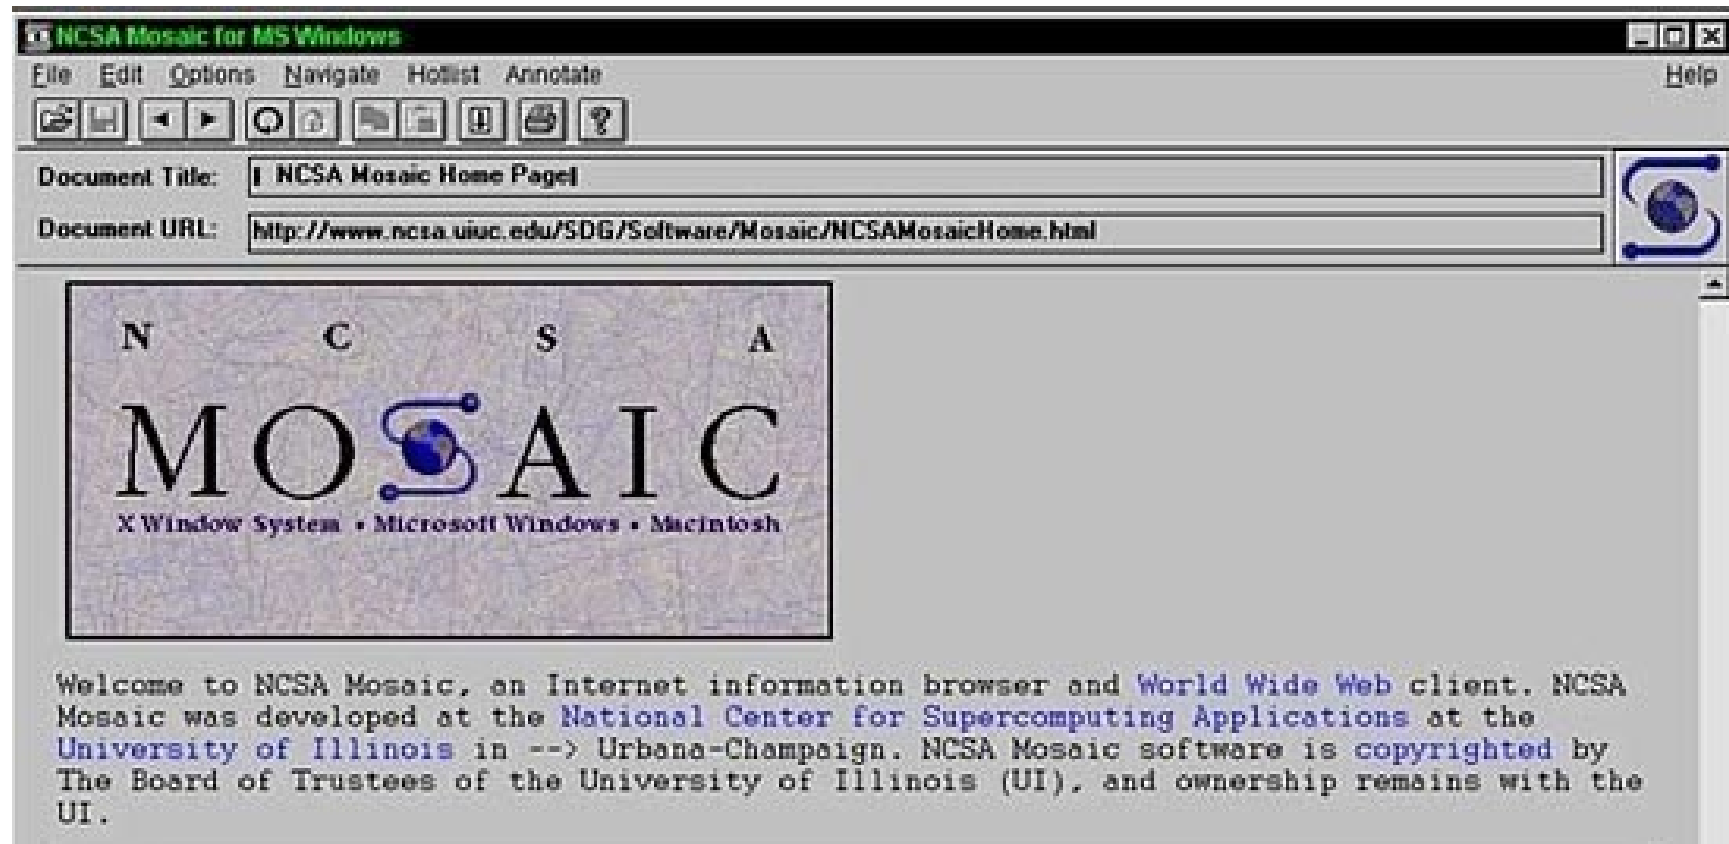 NCSA Mosaic for MS Windows
File Edit Options Navigate Hotlist Annotate Help
Document Title: NCSA Mosaic Home Page
Document URL: http://www.ncsa.uiuc.edu/SDG/Software/Mosaic/NCSAMosaicHome.html
N C S A
MOSAIC
X Window System • Microsoft Windows • Macintosh
Welcome to NCSA Mosaic, an Internet information browser and World Wide Web client. NCSA
Mosaic was developed at the National Center for Supercomputing Applications at the
University of Illinois in --> Urbana-Champaign. NCSA Mosaic software is copyrighted by
The Board of Trustees of the University of Illinois (UI), and ownership remains with the
UI.